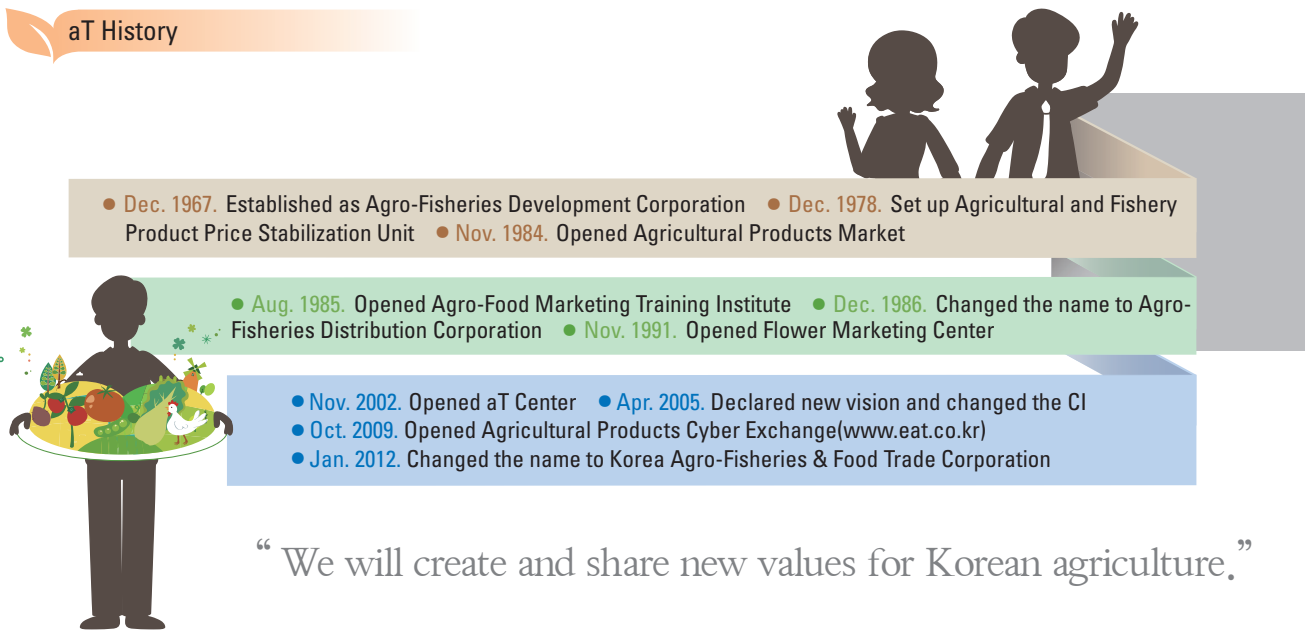 aT History
● Dec. 1967. Established as Agro-Fisheries Development Corporation ● Dec. 1978. Set up Agricultural and Fishery
Product Price Stabilization Unit ● Nov. 1984. Opened Agricultural Products Market
● Aug. 1985. Opened Agro-Food Marketing Training Institute ● Dec. 1986. Changed the name to Agro-
Fisheries Distribution Corporation ● Nov. 1991. Opened Flower Marketing Center
● Nov. 2002. Opened aT Center ● Apr. 2005. Declared new vision and changed the CI
● Oct. 2009. Opened Agricultural Products Cyber Exchange(www.eat.co.kr)
● Jan. 2012. Changed the name to Korea Agro-Fisheries & Food Trade Corporation
“ We will create and share new values for Korean agriculture.”